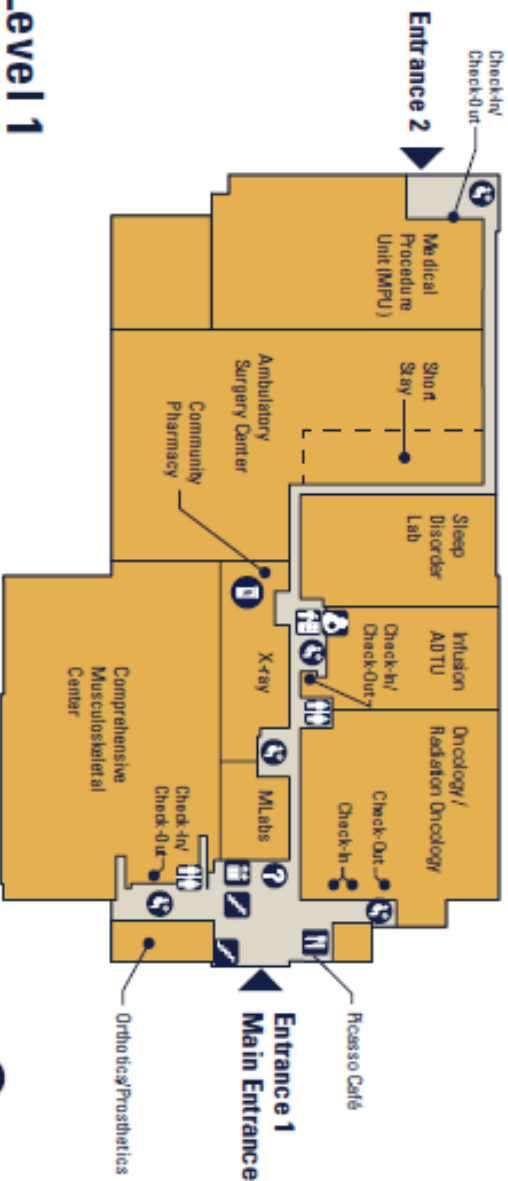 Level 1
Check-In/
Check-Out
Entrance 2
Medical
Procedure
Unit (MPU)
Short
Stay
Ambulatory
Surgery Center
Community
Pharmacy
Sleep
Disorder
Lab
Infusion
ADTU
Check-In/
Check-Out
Oncology/
Radiation Oncology
Check-Out
Check-In
X-ray
MLabs
?
Comprehensive
Musculoskeletal
Center
Check-In/
Check-Out
Picasso Café
Entrance 1
Main Entrance
Orthotics/Prosthetics